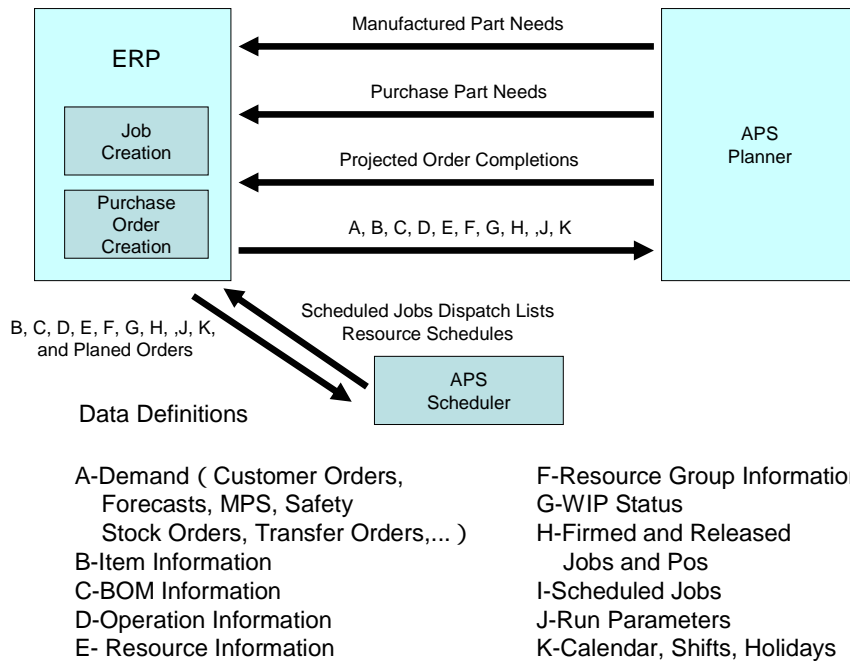 Manufactured Part Needs
ERP
Purchase Part Needs
Job
Creation
APS
Planner
Projected Order Completions
Purchase
Order
Creation
A, B, C, D, E, F, G, H, ,J, K
Scheduled Jobs Dispatch Lists
Resource Schedules
B, C, D, E, F, G, H, ,J, K,
and Planed Orders
APS
Scheduler
Data Definitions
A-Demand ( Customer Orders,
Forecasts, MPS, Safety
Stock Orders, Transfer Orders,... )
B-Item Information
C-BOM Information
D-Operation Information
E- Resource Information
F-Resource Group Information
G-WIP Status
H-Firmed and Released
Jobs and Pos
I-Scheduled Jobs
J-Run Parameters
K-Calendar, Shifts, Holidays